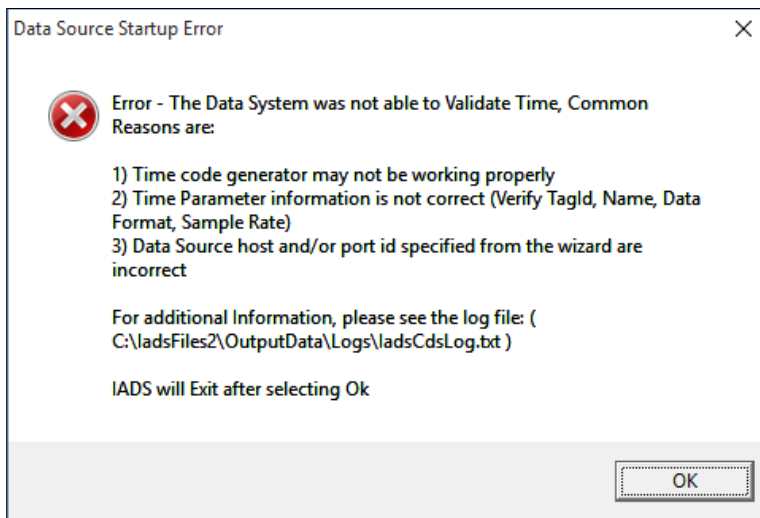 Data Source Startup Error
Error - The Data System was not able to Validate Time, Common
Reasons are:
1) Time code generator may not be working properly
2) Time Parameter information is not correct (Verify TagId, Name, Data
Format, Sample Rate)
3) Data Source host and/or port id specified from the wizard are
incorrect
For additional Information, please see the log file: (
C:\IadsFiles2\OutputData\Logs\IadsCdsLog.txt )
IADS will Exit after selecting Ok
OK